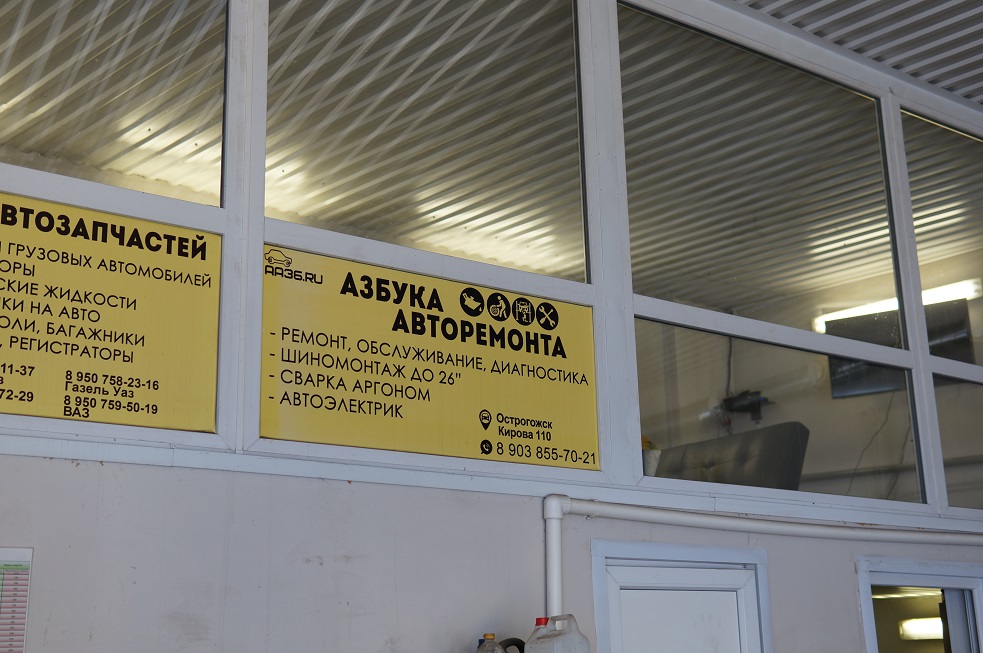 ВТОЗАПЧАСТЕЙ
ГРУЗОВЫХ АВТОМОБИЛЕЙ
ОРЫ
СКИЕ ЖИДКОСТИ
КИ НА АВТО
ОЛИ, БАГАЖНИКИ
, РЕГИСТРАТОРЫ
11-37
8 950 758-23-16
Газель Уаз
72-29
8 950 759-50-19
ВАЗ
AA36.RU
АЗБУКА
АВТОРЕМОНТА
- РЕМОНТ, ОБСЛУЖИВАНИЕ, ДИАГНОСТИКА
- ШИНОМОНТАЖ ДО 26"
- СВАРКА АРГОНОМ
- АВТОЭЛЕКТРИК
Острогожск
Кирова 110
8 903 855-70-21